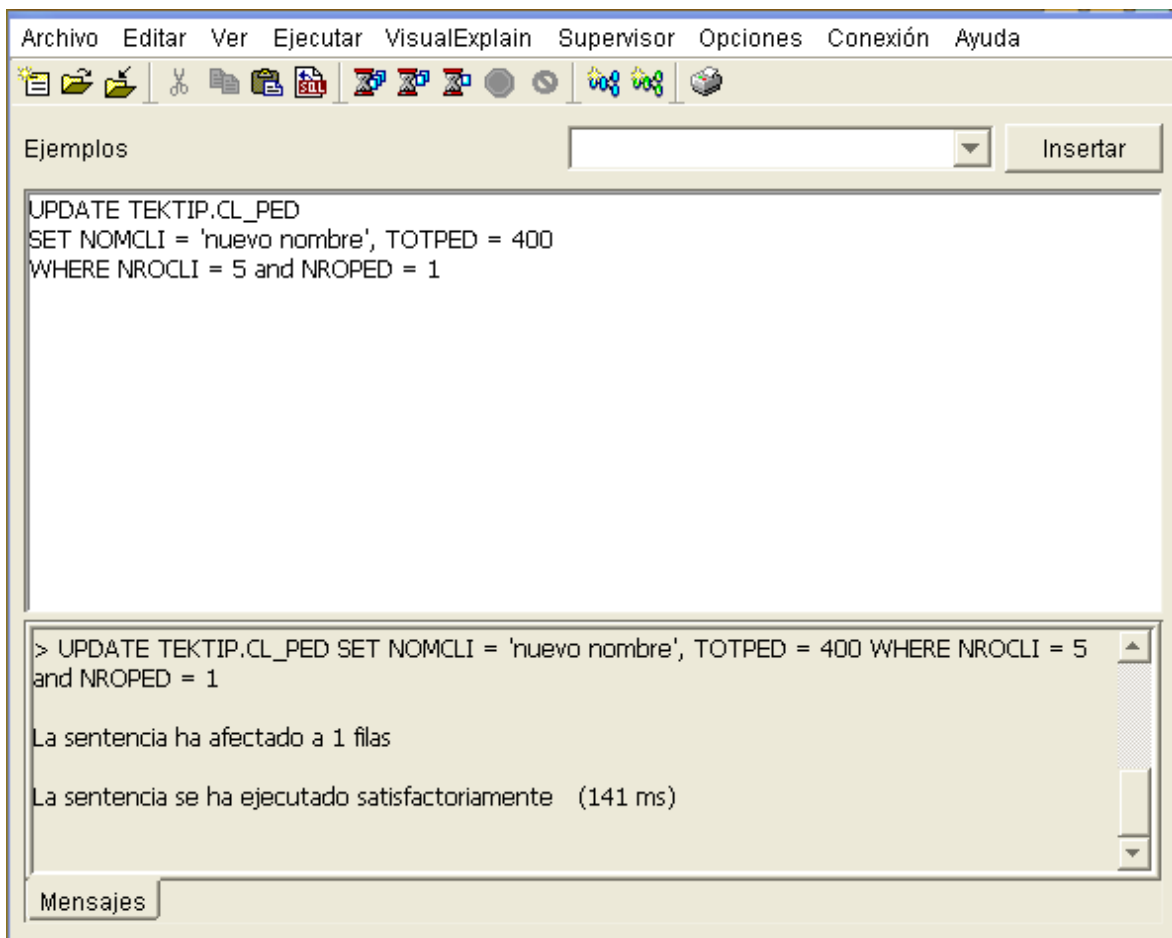 Archivo Editar Ver Ejecutar VisualExplain Supervisor Opciones Conexión Ayuda
SQL
Ejemplos
Insertar
UPDATE TEKTIP.CL_PED
SET NOMCLI = 'nuevo nombre', TOTPED = 400
WHERE NROCLI = 5 and NROPED = 1
> UPDATE TEKTIP.CL_PED SET NOMCLI = 'nuevo nombre', TOTPED = 400 WHERE NROCLI = 5
and NROPED = 1
La sentencia ha afectado a 1 filas
La sentencia se ha ejecutado satisfactoriamente (141 ms)
Mensajes